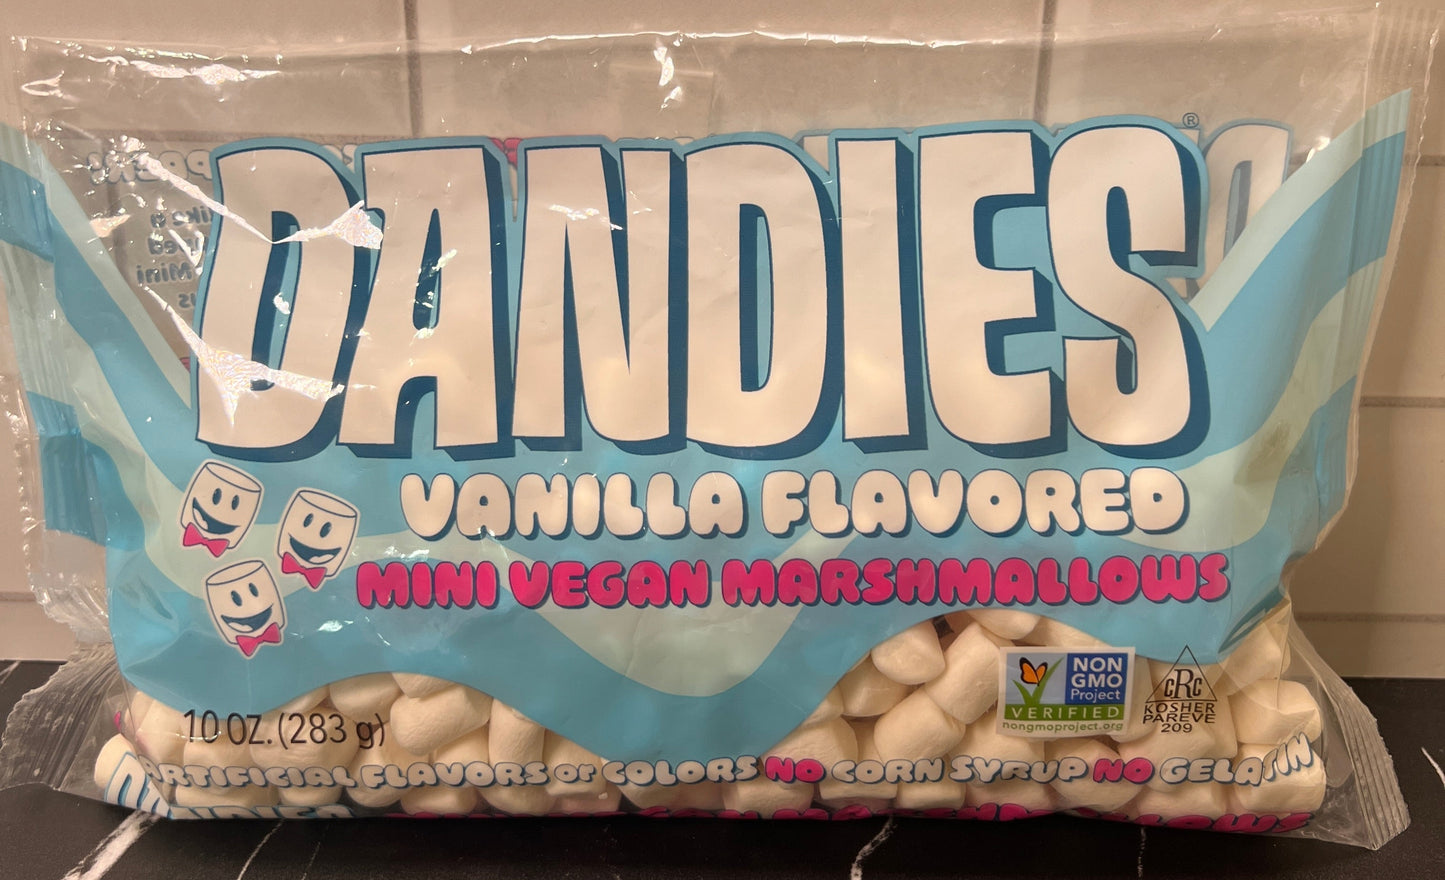 DANDIES®
VANILLA FLAVORED
MINI VEGAN MARSHMALLOWS
NON
GMO
Project
VERIFIED
nongmoproject.org
CRC
KOSHER
PAREVE
209
10 OZ. (283 g)
ARTIFICIAL FLAVORS or COLORS NO CORN SYRUP NO GELATIN